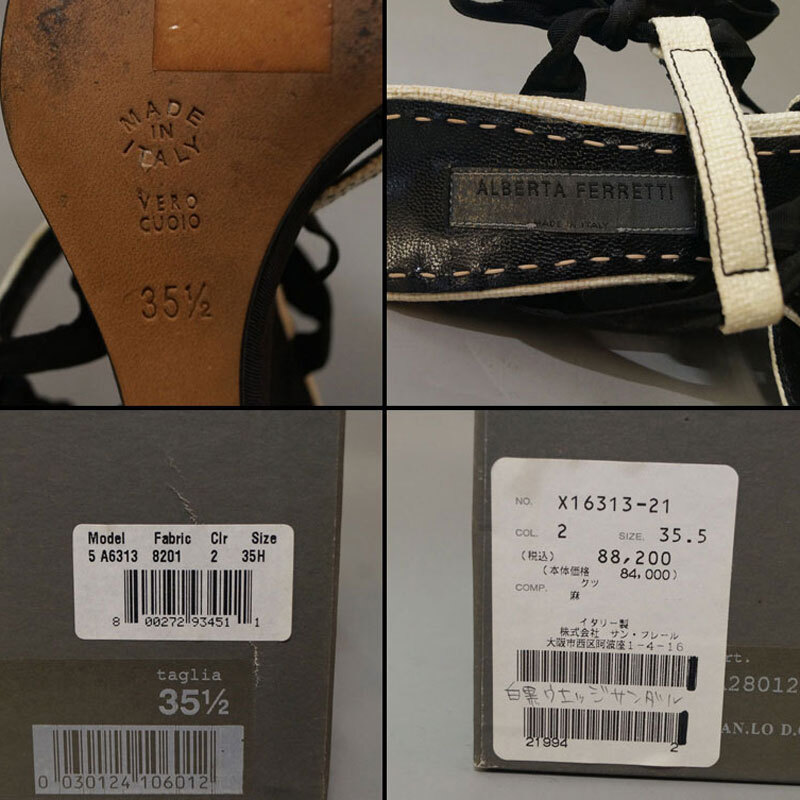 MADE
IN
ITALY
VERO
CUOIO
35½
ALBERTA FERRETTI
MADE IN ITALY
Model Fabric Clr Size
5 A6313 8201 2 35H
8 00272 93451 1
taglia
35½
0 030124 106012
NO. X16313-21
COL. 2 SIZE. 35.5
(税込) 88,200
(本体価格 84,000)
クツ
COMP. 麻
イタリー製
株式会社 サン・フレール
大阪市西区阿波座1-4-16
白黒ウエッジサンダル
21994 2
rt.
28012
AN.LO D.